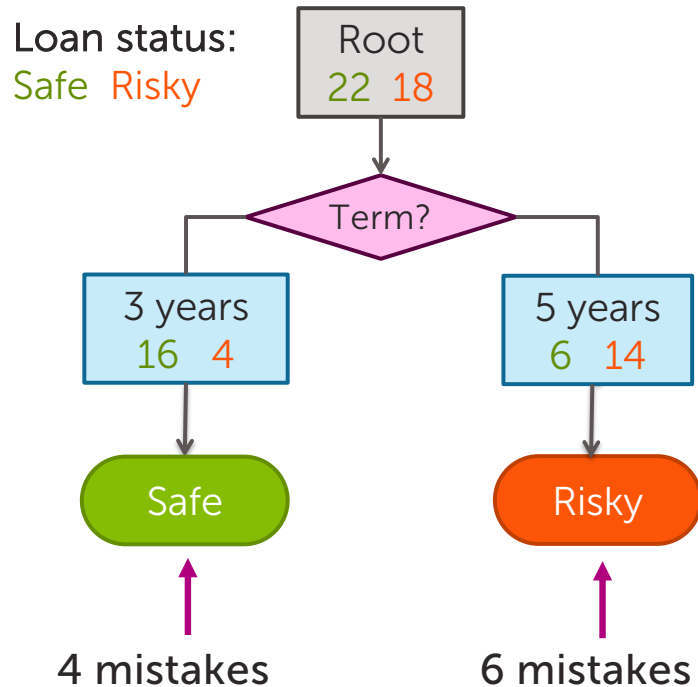 Loan status:
Safe Risky
Root
22 18
Term?
3 years
16 4
5 years
6 14
Safe
Risky
4 mistakes
6 mistakes